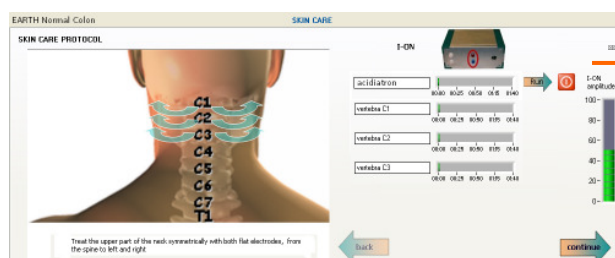 EARTH Normal Colon
SKIN CARE
SKIN CARE PROTOCOL
I-ON
C1
C2
C3
C4
C5
C6
C7
T1
Treat the upper part of the neck symmetrically with both flat electrodes, from
the spine to left and right
acidiatron
00:00 00:25 00:50 01:15 01:40
Run
vertebra C1
00:00 00:25 00:50 01:15 01:40
vertebra C2
00:00 00:25 00:50 01:15 01:40
vertebra C3
00:00 00:25 00:50 01:15 01:40
I-ON
amplitude
100-
80-
60-
40-
20-
back
continue